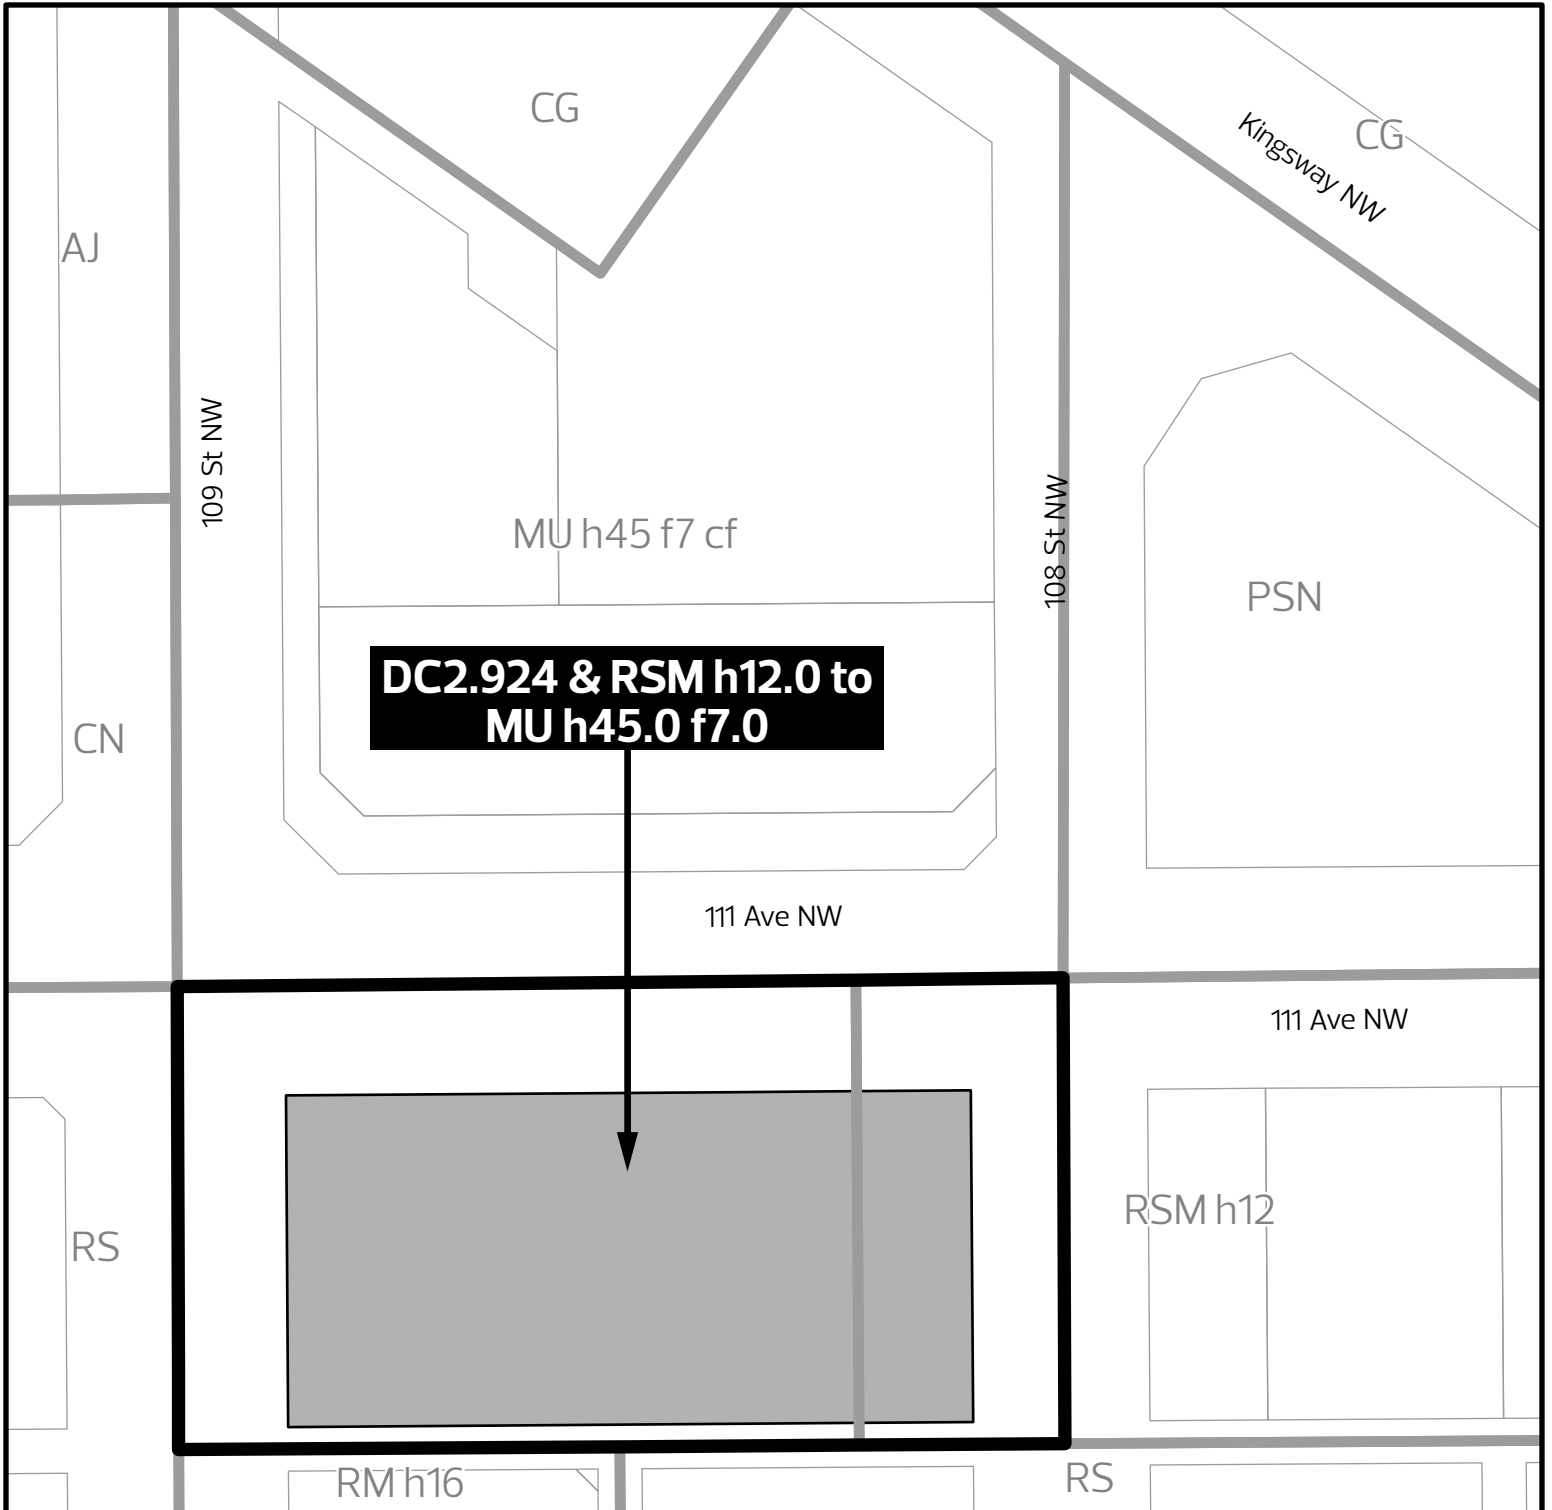 CG
CG
Kingsway NW
AJ
109 St NW
108 St NW
MU h45 f7 cf
PSN
DC2.924 & RSM h12.0 to
MU h45.0 f7.0
CN
111 Ave NW
111 Ave NW
RSM h12
RS
RM h16
RS